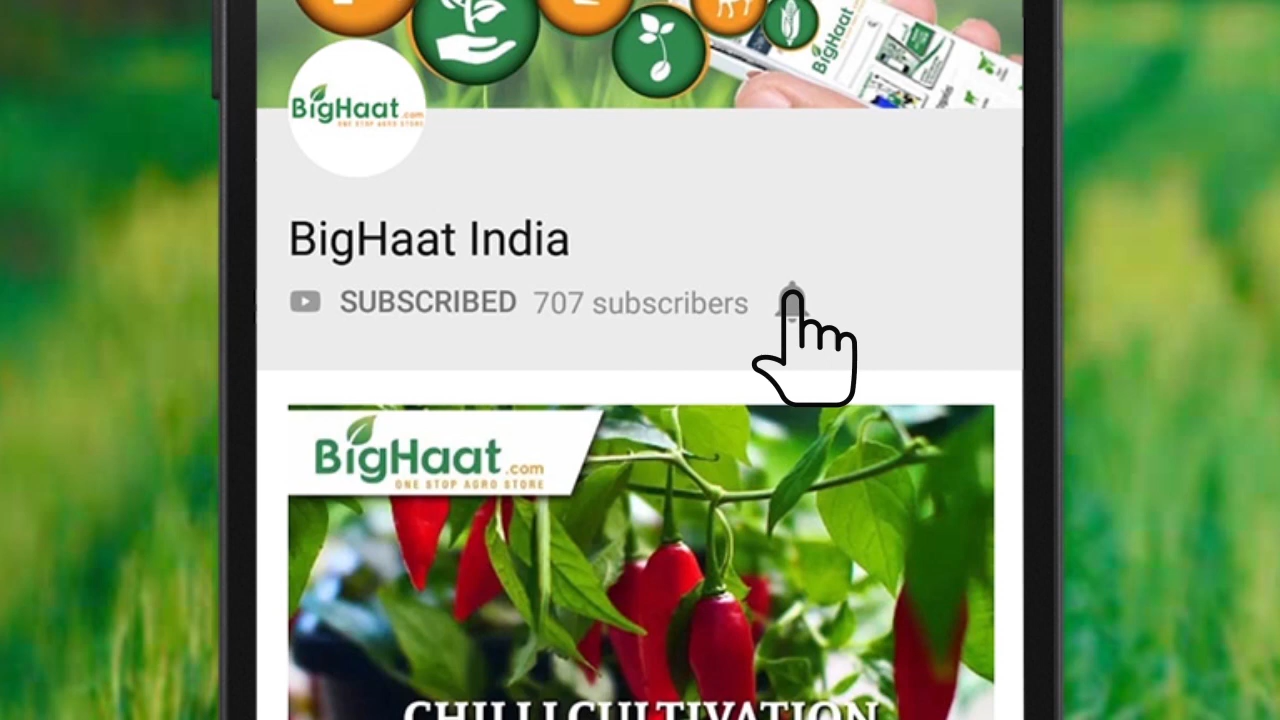 BigHaat
BigHaat.com
ONE STOP AGRO STORE
BigHaat India
SUBSCRIBED 707 subscribers
BigHaat.com
ONE STOP AGRO STORE
CHILLI CULTIVATION